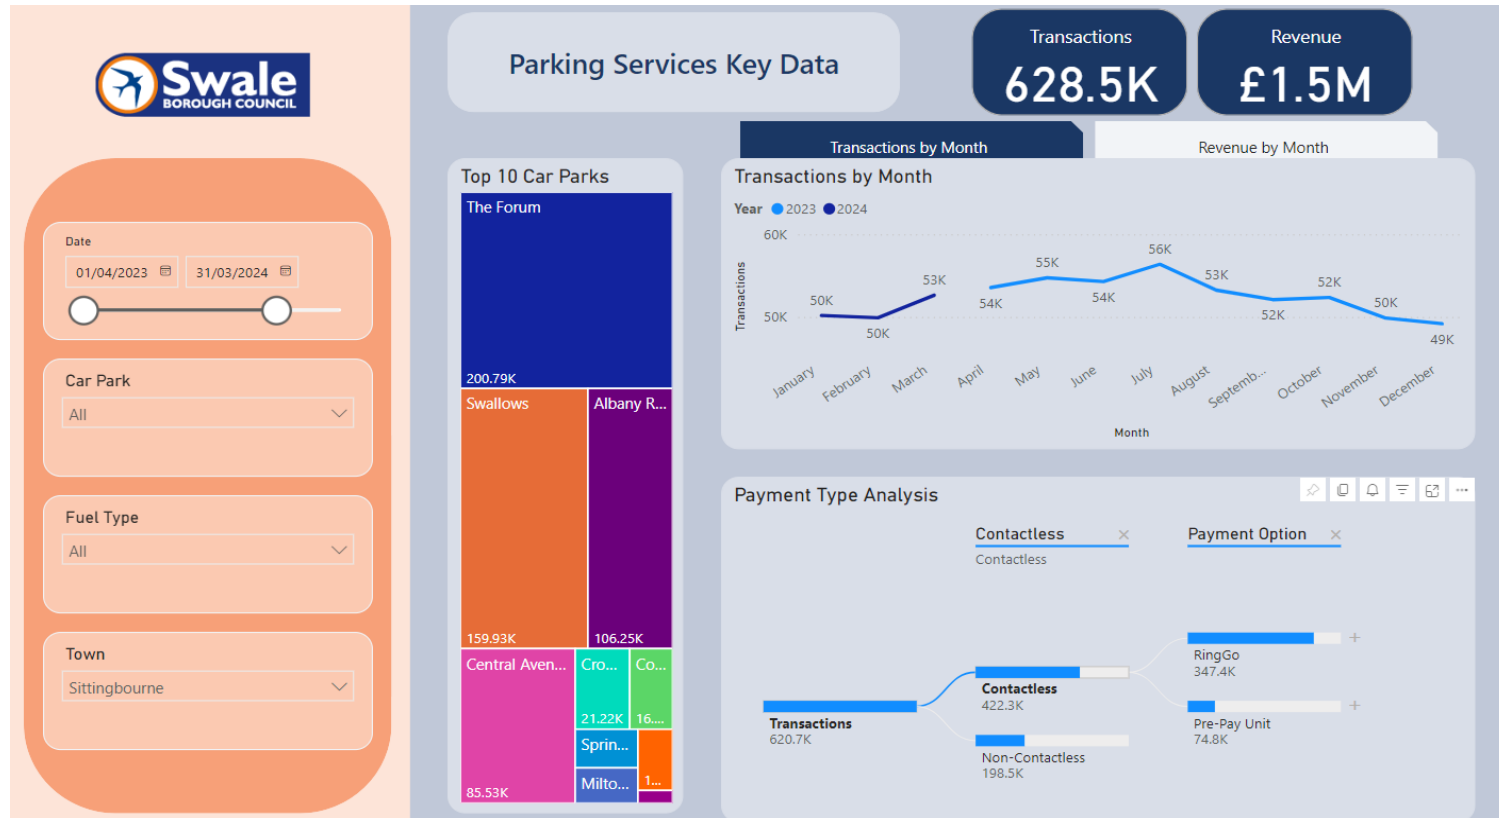 Swale
BOROUGH COUNCIL
Parking Services Key Data
Transactions
628.5K
Revenue
£1.5M
Transactions by Month
Revenue by Month
Date
01/04/2023
31/03/2024
Car Park
All
Fuel Type
All
Town
Sittingbourne
Top 10 Car Parks
The Forum
200.79K
Swallows
159.93K
Albany R...
106.25K
Central Aven...
85.53K
Cro...
21.22K
Co...
16....
Sprin...
Milto...
1...
Transactions by Month
Year 2023 2024
Transactions
60K
50K
50K
50K
53K
54K
55K
54K
56K
53K
52K
52K
50K
49K
January
February
March
April
May
June
July
August
Septemb...
October
November
December
Month
Payment Type Analysis
Contactless
Contactless
Payment Option
Transactions
620.7K
Contactless
422.3K
Non-Contactless
198.5K
RingGo
347.4K
Pre-Pay Unit
74.8K